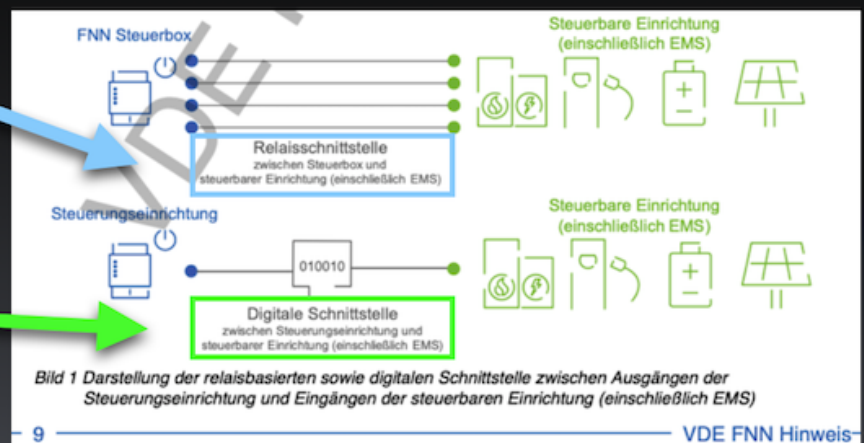 FNN Steuerbox
Steuerbare Einrichtung
(einschließlich EMS)
Relaisschnittstelle
zwischen Steuerbox und
steuerbarer Einrichtung (einschließlich EMS)
Steuerungseinrichtung
Steuerbare Einrichtung
(einschließlich EMS)
010010
Digitale Schnittstelle
zwischen Steuerungseinrichtung und
steuerbarer Einrichtung (einschließlich EMS)
Bild 1 Darstellung der relaisbasierten sowie digitalen Schnittstelle zwischen Ausgängen der
Steuerungseinrichtung und Eingängen der steuerbaren Einrichtung (einschließlich EMS)
9
VDE FNN Hinweis
VDE